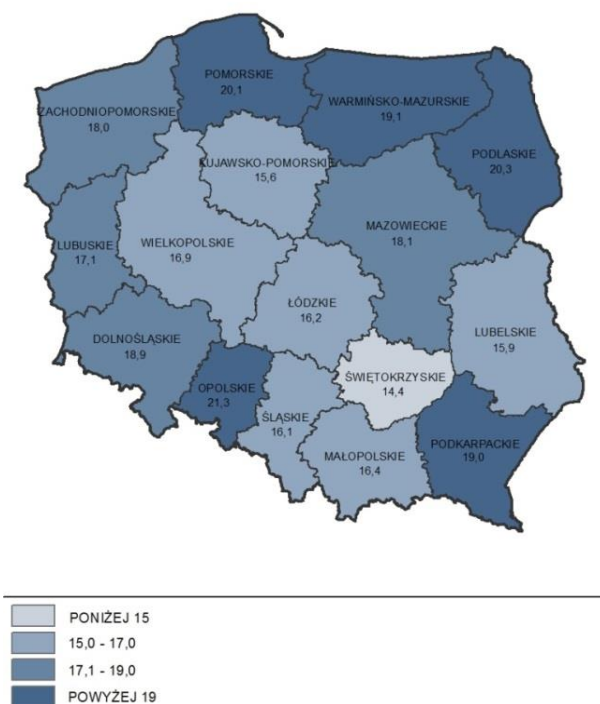 POMORSKIE
20,1
WARMIŃSKO-MAZURSKIE
19,1
ZACHODNIOPOMORSKIE
18,0
PODLASKIE
20,3
KUJAWSKO-POMORSKIE
15,6
MAZOWIECKIE
18,1
WIELKOPOLSKIE
16,9
LUBUSKIE
17,1
ŁÓDZKIE
16,2
LUBELSKIE
15,9
DOLNOŚLĄSKIE
18,9
ŚWIĘTOKRZYSKIE
14,4
OPOLSKIE
21,3
ŚLĄSKIE
16,1
PODKARPACKIE
19,0
MAŁOPOLSKIE
16,4
PONIŻEJ 15
15,0 - 17,0
17,1 - 19,0
POWYŻEJ 19